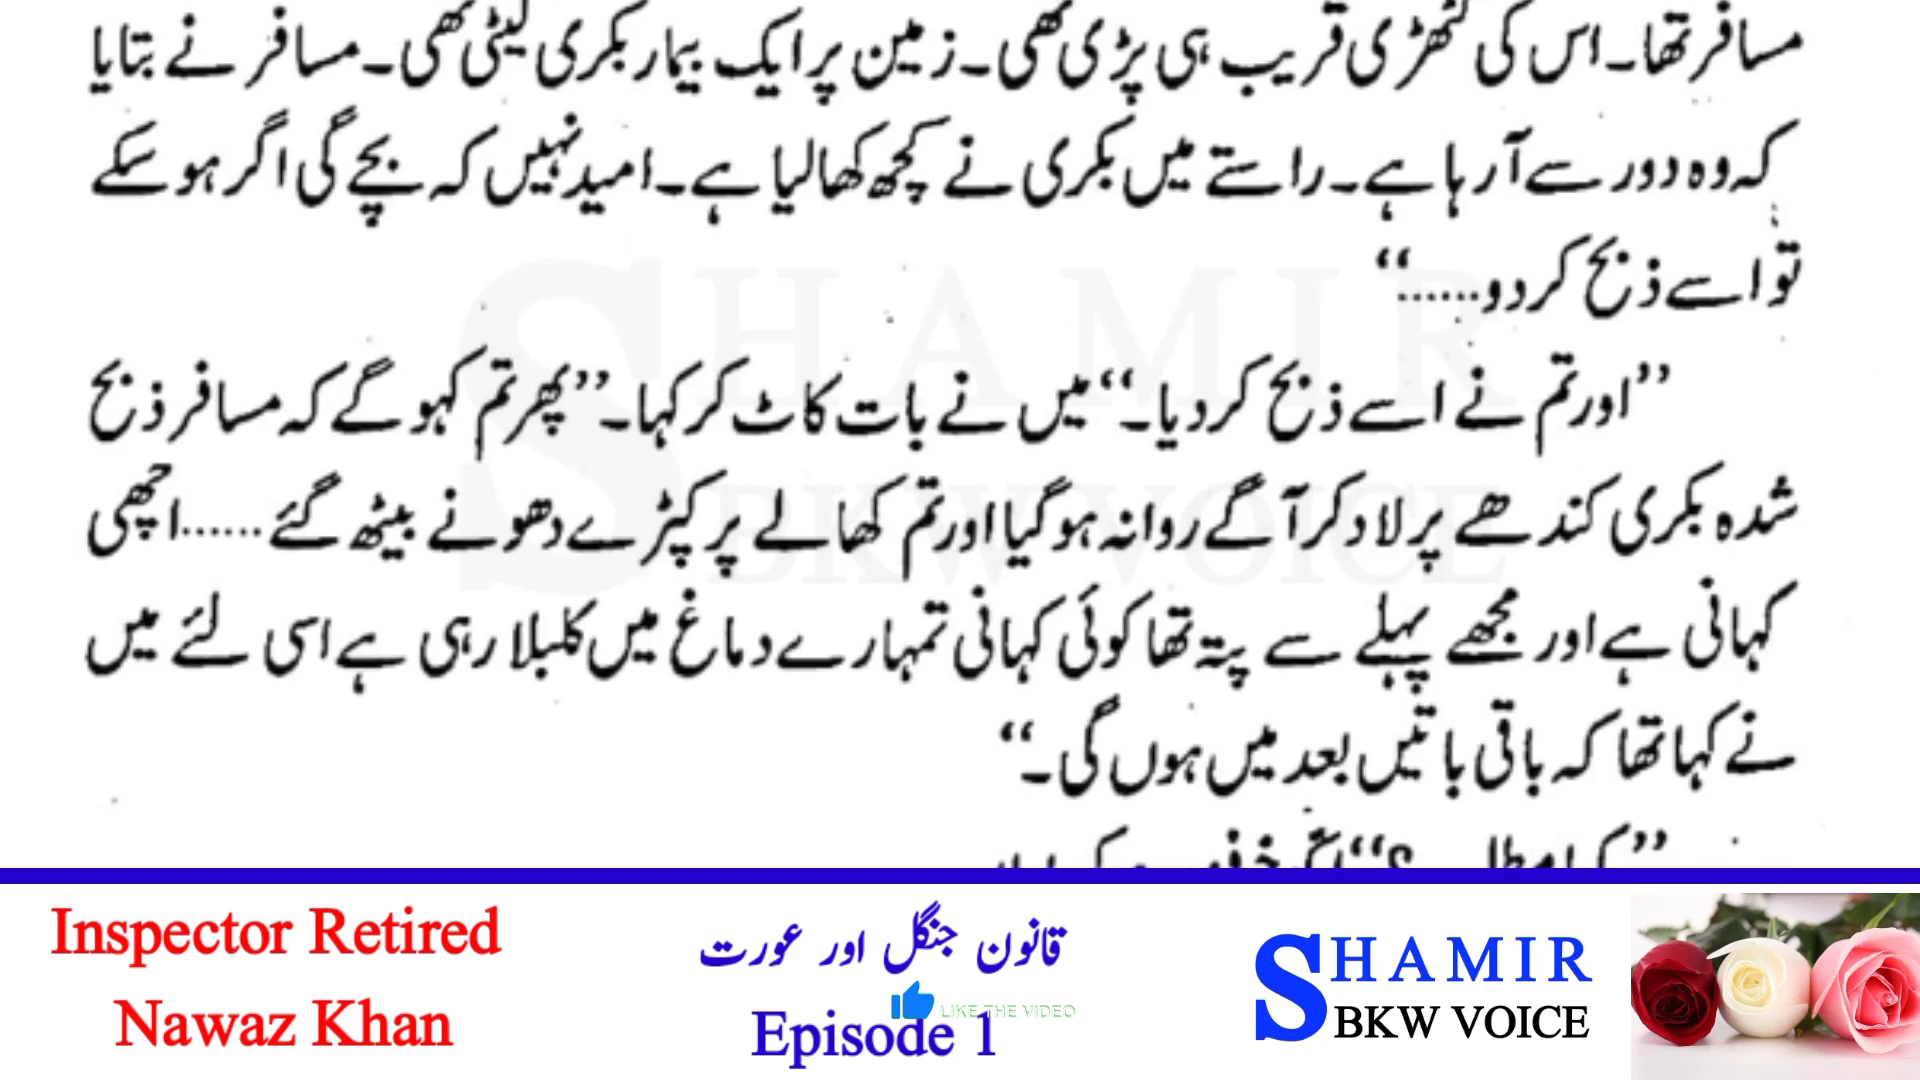 مسافر تھا۔ اس کی گٹھڑی قریب ہی پڑی تھی۔ زمین پر ایک بیمار بکری لیٹی تھی۔ مسافر نے بتایا
کہ وہ دور سے آ رہا ہے۔ راستے میں بکری نے کچھ کھا لیا ہے۔ امید نہیں کہ بچے گی اگر ہو سکے
تو اسے ذبح کر دو......‘‘
’’اور تم نے اسے ذبح کر دیا۔‘‘ میں نے بات کاٹ کر کہا۔ ’’پھر تم کہو گے کہ مسافر ذبح
شدہ بکری کندھے پر لاد کر آگے روانہ ہو گیا اور تم کھالے پر کپڑے دھونے بیٹھ گئے......اچھی
کہانی ہے اور مجھے پہلے سے پتہ تھا کوئی کہانی تمہارے دماغ میں کلبلا رہی ہے اسی لئے میں
نے کہا تھا کہ باقی باتیں بعد میں ہوں گی۔‘‘
Inspector Retired
Nawaz Khan
قانون جنگل اور عورت
LIKE THE VIDEO
Episode 1
SHAMIR
BKW VOICE